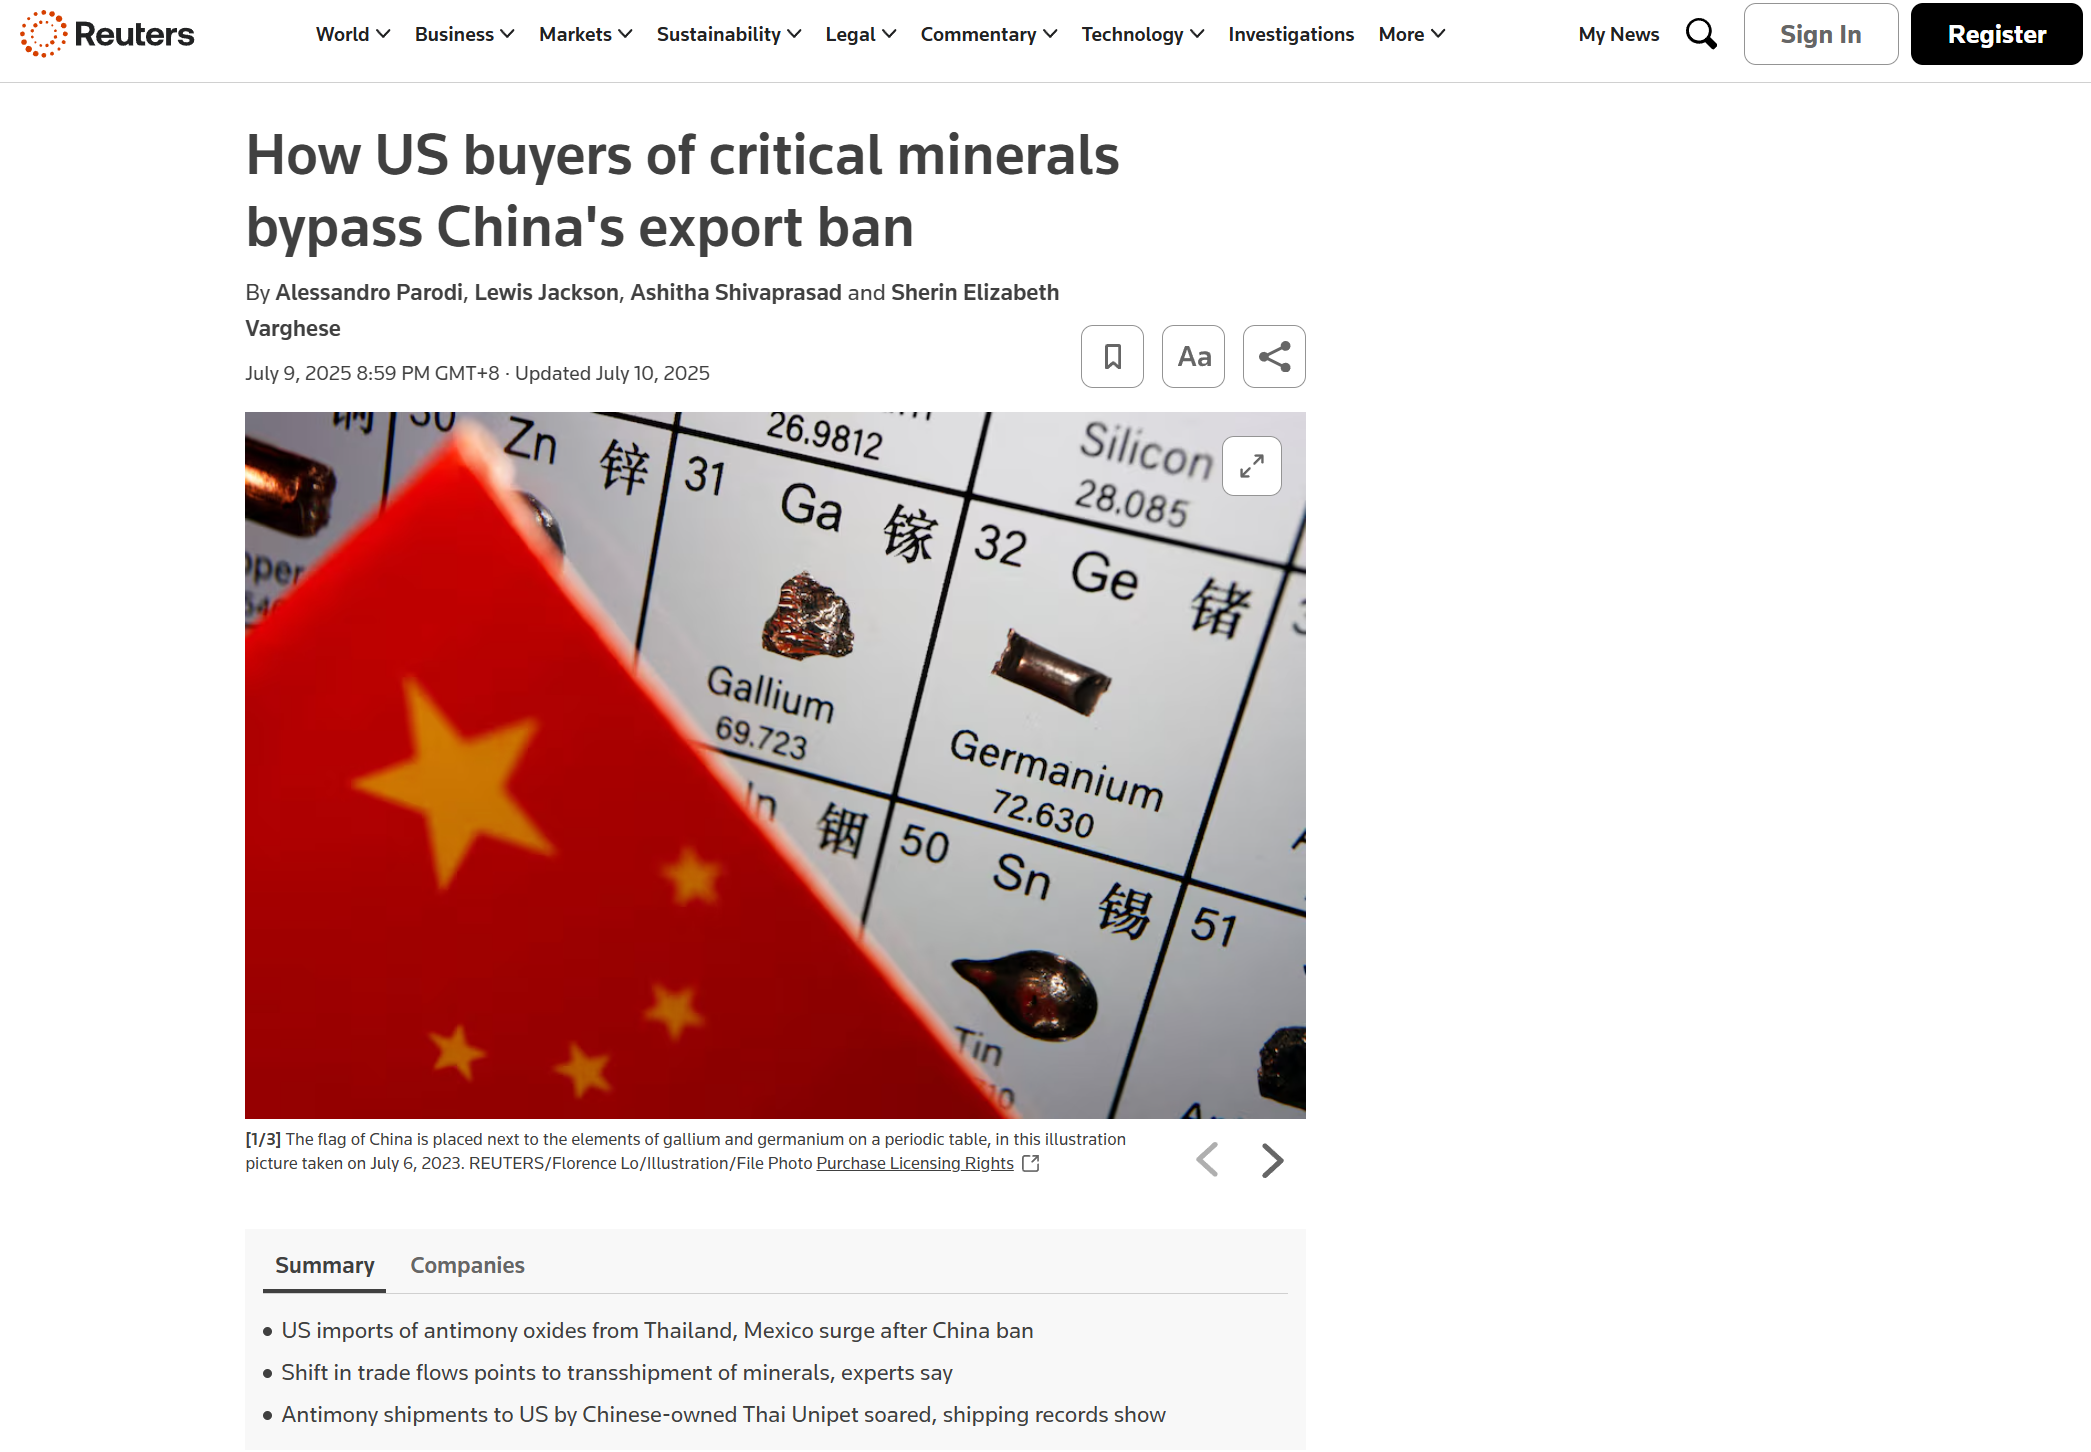 Reuters
World
Business
Markets
Sustainability
Legal
Commentary
Technology
Investigations
More
My News
Sign In
Register
How US buyers of critical minerals
bypass China's export ban
By Alessandro Parodi, Lewis Jackson, Ashitha Shivaprasad and Sherin Elizabeth
Varghese
July 9, 2025 8:59 PM GMT+8 · Updated July 10, 2025
Aa
30
Zn 锌
26.9812
Silicon
28.085
31 Ga 镓
Gallium
69.723
32 Ge 锗
Germanium
72.630
In 铟
50 Sn 锡
Tin
51
[1/3] The flag of China is placed next to the elements of gallium and germanium on a periodic table, in this illustration
picture taken on July 6, 2023. REUTERS/Florence Lo/Illustration/File Photo Purchase Licensing Rights
Summary
Companies
• US imports of antimony oxides from Thailand, Mexico surge after China ban
• Shift in trade flows points to transshipment of minerals, experts say
• Antimony shipments to US by Chinese-owned Thai Unipet soared, shipping records show